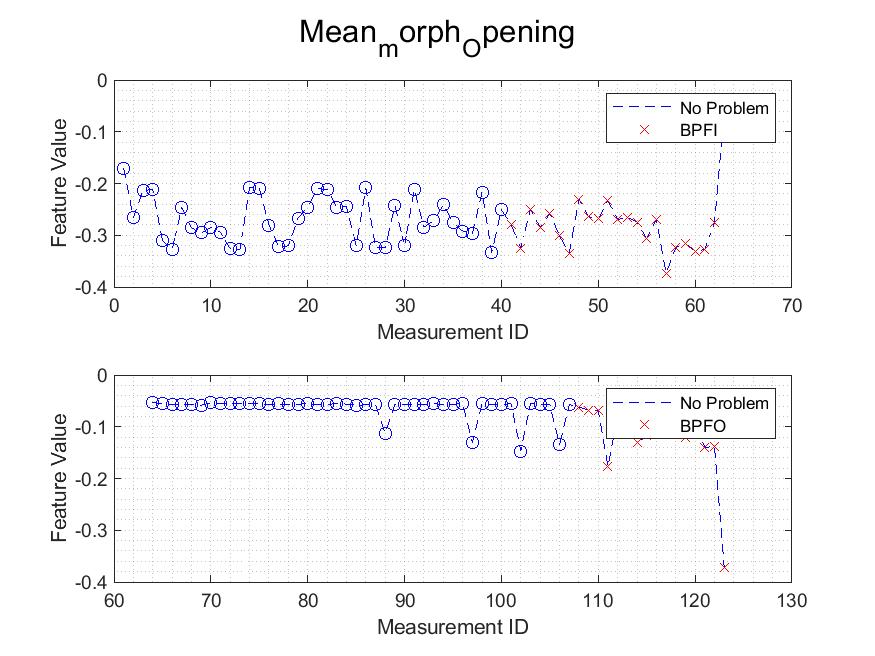 Mean_morph_Opening
0
-0.1
-0.2
-0.3
-0.4
Feature Value
No Problem
BPFI
0 10 20 30 40 50 60 70
Measurement ID
0
-0.1
-0.2
-0.3
-0.4
Feature Value
No Problem
BPFO
60 70 80 90 100 110 120 130
Measurement ID